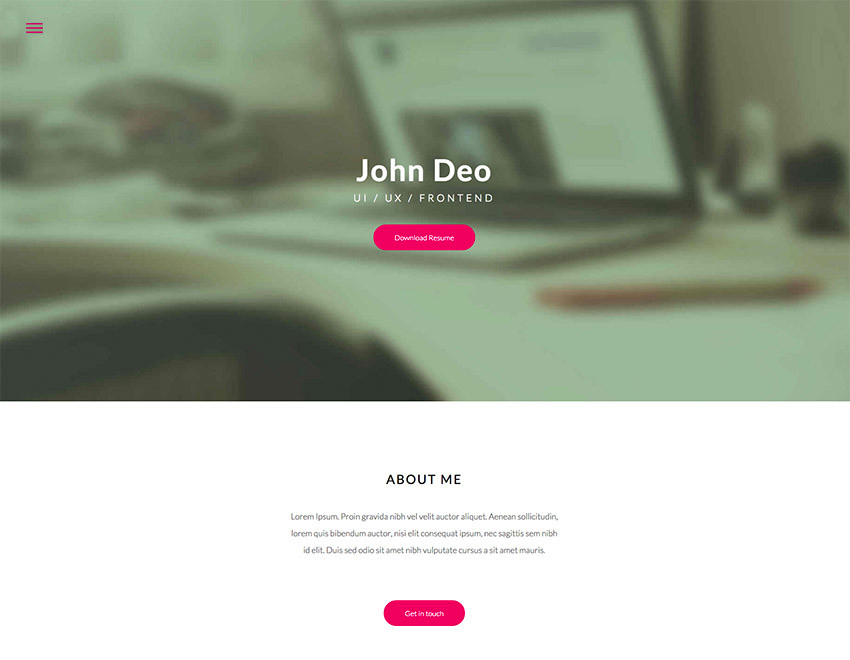 John Deo
UI / UX / FRONTEND
Download Resume
ABOUT ME
Lorem Ipsum. Proin gravida nibh vel velit auctor aliquet. Aenean sollicitudin,
lorem quis bibendum auctor, nisi elit consequat ipsum, nec sagittis sem nibh
id elit. Duis sed odio sit amet nibh vulputate cursus a sit amet mauris.
Get in touch